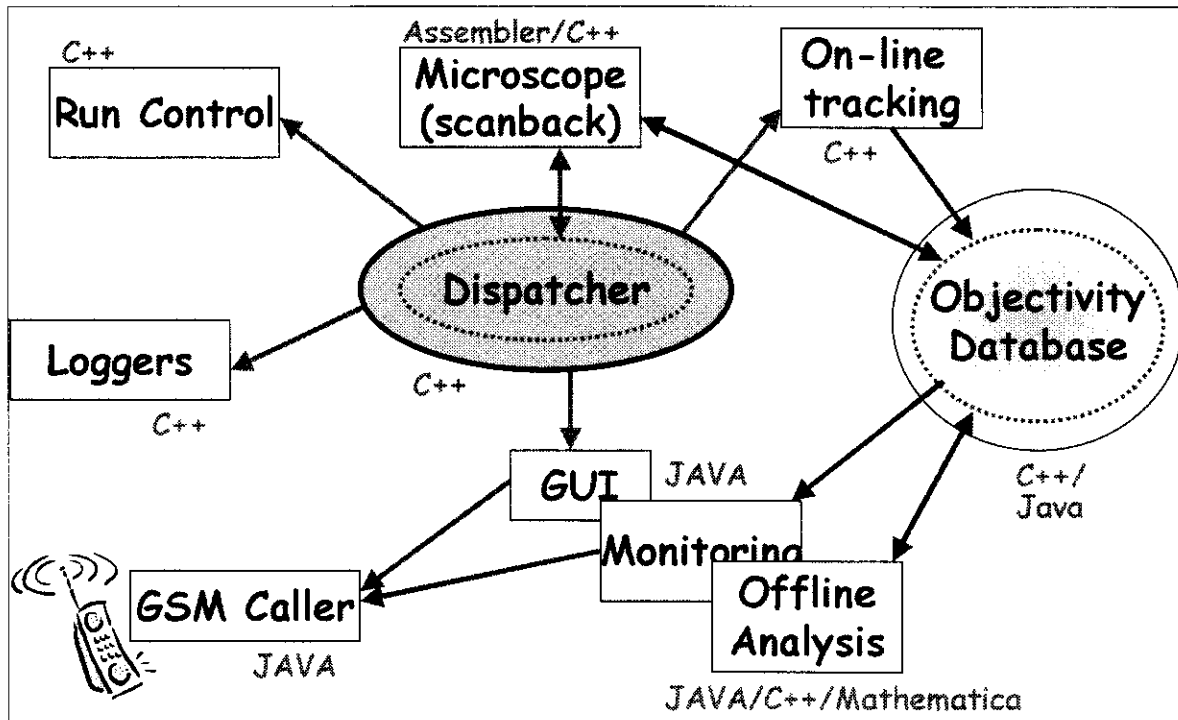 C++
Run Control
Assembler/C++
Microscope
(scanback)
On-line
tracking
C++
Dispatcher
C++
Objectivity
Database
C++/
Java
Loggers
C++
GUI
JAVA
Monitoring
Offline
Analysis
JAVA/C++/Mathematica
GSM Caller
JAVA